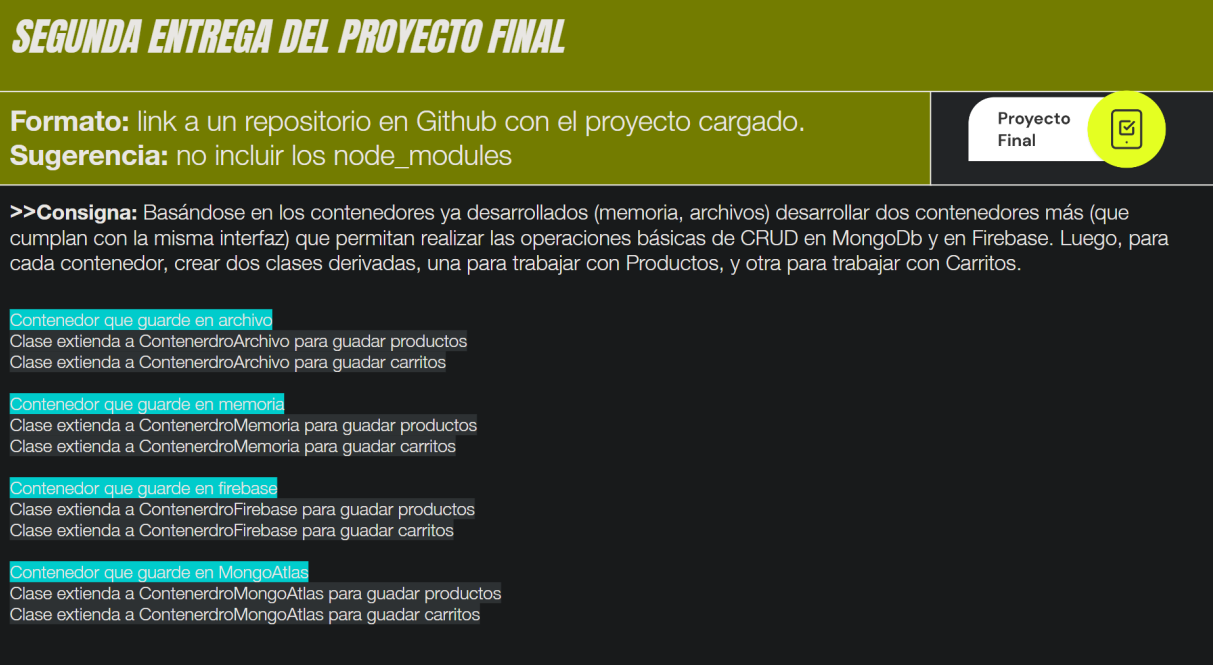 SEGUNDA ENTREGA DEL PROYECTO FINAL
Formato: link a un repositorio en Github con el proyecto cargado.
Sugerencia: no incluir los node_modules
Proyecto
Final
>>Consigna: Basándose en los contenedores ya desarrollados (memoria, archivos) desarrollar dos contenedores más (que
cumplan con la misma interfaz) que permitan realizar las operaciones básicas de CRUD en MongoDb y en Firebase. Luego, para
cada contenedor, crear dos clases derivadas, una para trabajar con Productos, y otra para trabajar con Carritos.
Contenedor que guarde en archivo
Clase extienda a ContenerdroArchivo para guadar productos
Clase extienda a ContenerdroArchivo para guadar carritos
Contenedor que guarde en memoria
Clase extienda a ContenerdroMemoria para guadar productos
Clase extienda a ContenerdroMemoria para guadar carritos
Contenedor que guarde en firebase
Clase extienda a ContenerdroFirebase para guadar productos
Clase extienda a ContenerdroFirebase para guadar carritos
Contenedor que guarde en MongoAtlas
Clase extienda a ContenerdroMongoAtlas para guadar productos
Clase extienda a ContenerdroMongoAtlas para guadar carritos